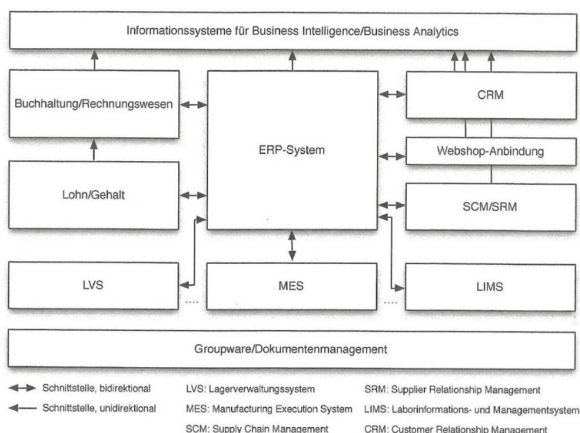 Informationssysteme für Business Intelligence/Business Analytics
Buchhaltung/Rechnungswesen
ERP-System
CRM
Webshop-Anbindung
Lohn/Gehalt
SCM/SRM
LVS
MES
LIMS
....
....
Groupware/Dokumentenmanagement
Schnittstelle, bidirektional
LVS: Lagerverwaltungssystem
SRM: Supplier Relationship Management
Schnittstelle, unidirektional
MES: Manufacturing Execution System
LIMS: Laborinformations- und Managementsystem
SCM: Supply Chain Management
CRM: Customer Relationship Management